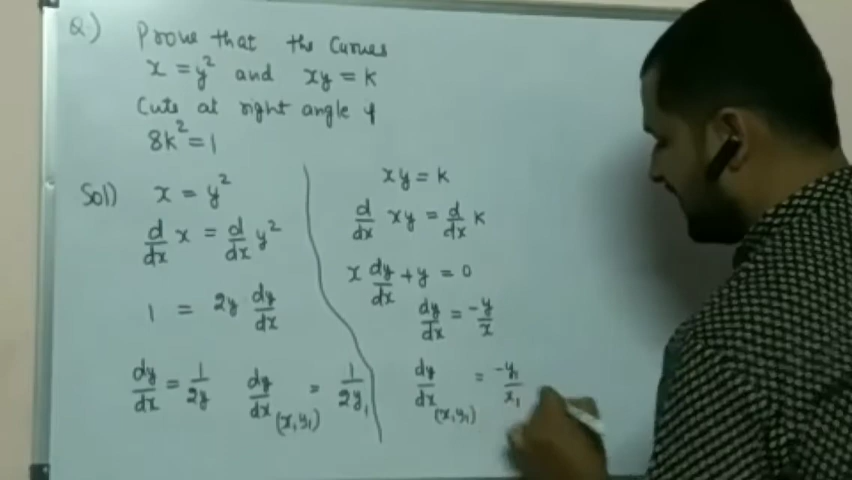 Q.) Prove that the Curves
x = y² and xy = k
Cuts at right angle if
8k² = 1
Sol) x = y²
d/dx x = d/dx y²
1 = 2y dy/dx
dy/dx = 1/2y dy/dx (x₁,y₁) = 1/2y₁
xy = k
d/dx xy = d/dx k
x dy/dx + y = 0
dy/dx = -y/x
dy/dx (x₁,y₁) = -y₁/x₁